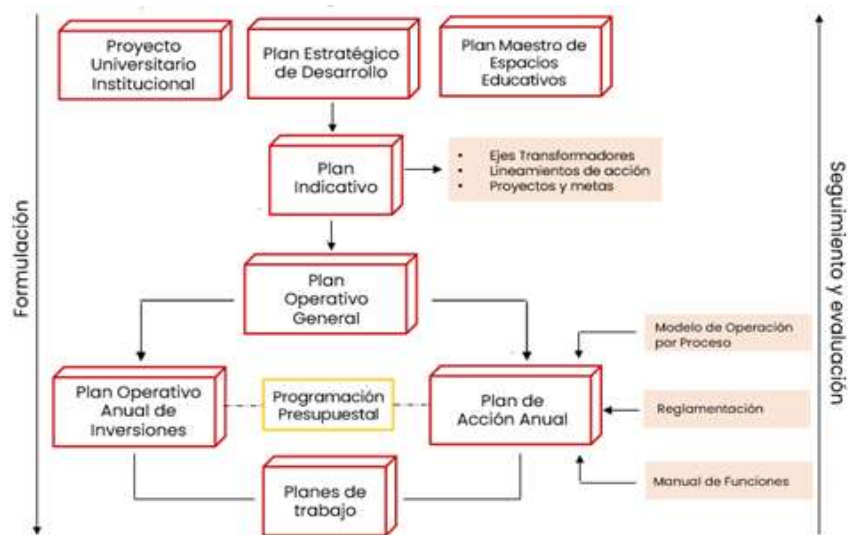 Proyecto
Universitario
Institucional
Plan Estratégico
de Desarrollo
Plan Maestro de
Espacios
Educativos
Plan
Indicativo
Ejes Transformadores
Lineamientos de acción
Proyectos y metas
Formulación
Seguimiento y evaluación
Plan
Operativo
General
Modelo de Operación
por Proceso
Plan Operativo
Anual de
Inversiones
Programación
Presupuestal
Plan de
Acción Anual
Reglamentación
Planes de
trabajo
Manual de Funciones